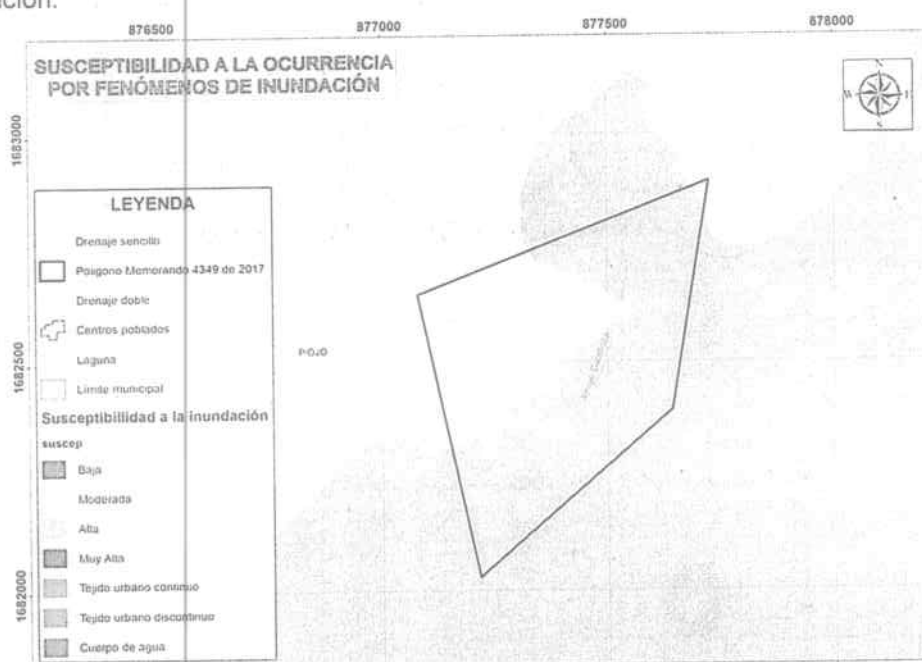 ción.
876500 877000 877500 878000
SUSCEPTIBILIDAD A LA OCURRENCIA
POR FENÓMENOS DE INUNDACIÓN
N
W E
S
1683000
1682500
1682000
LEYENDA
Drenaje sencillo
Poligono Memorando 4349 de 2017
Drenaje doble
Centros poblados
Laguna
Limite municipal
Susceptibilidad a la inundación
suscep
Baja
Moderada
Alta
Muy Alta
Tejido urbano continuo
Tejido urbano discontinuo
Cuerpo de agua
PIOJO